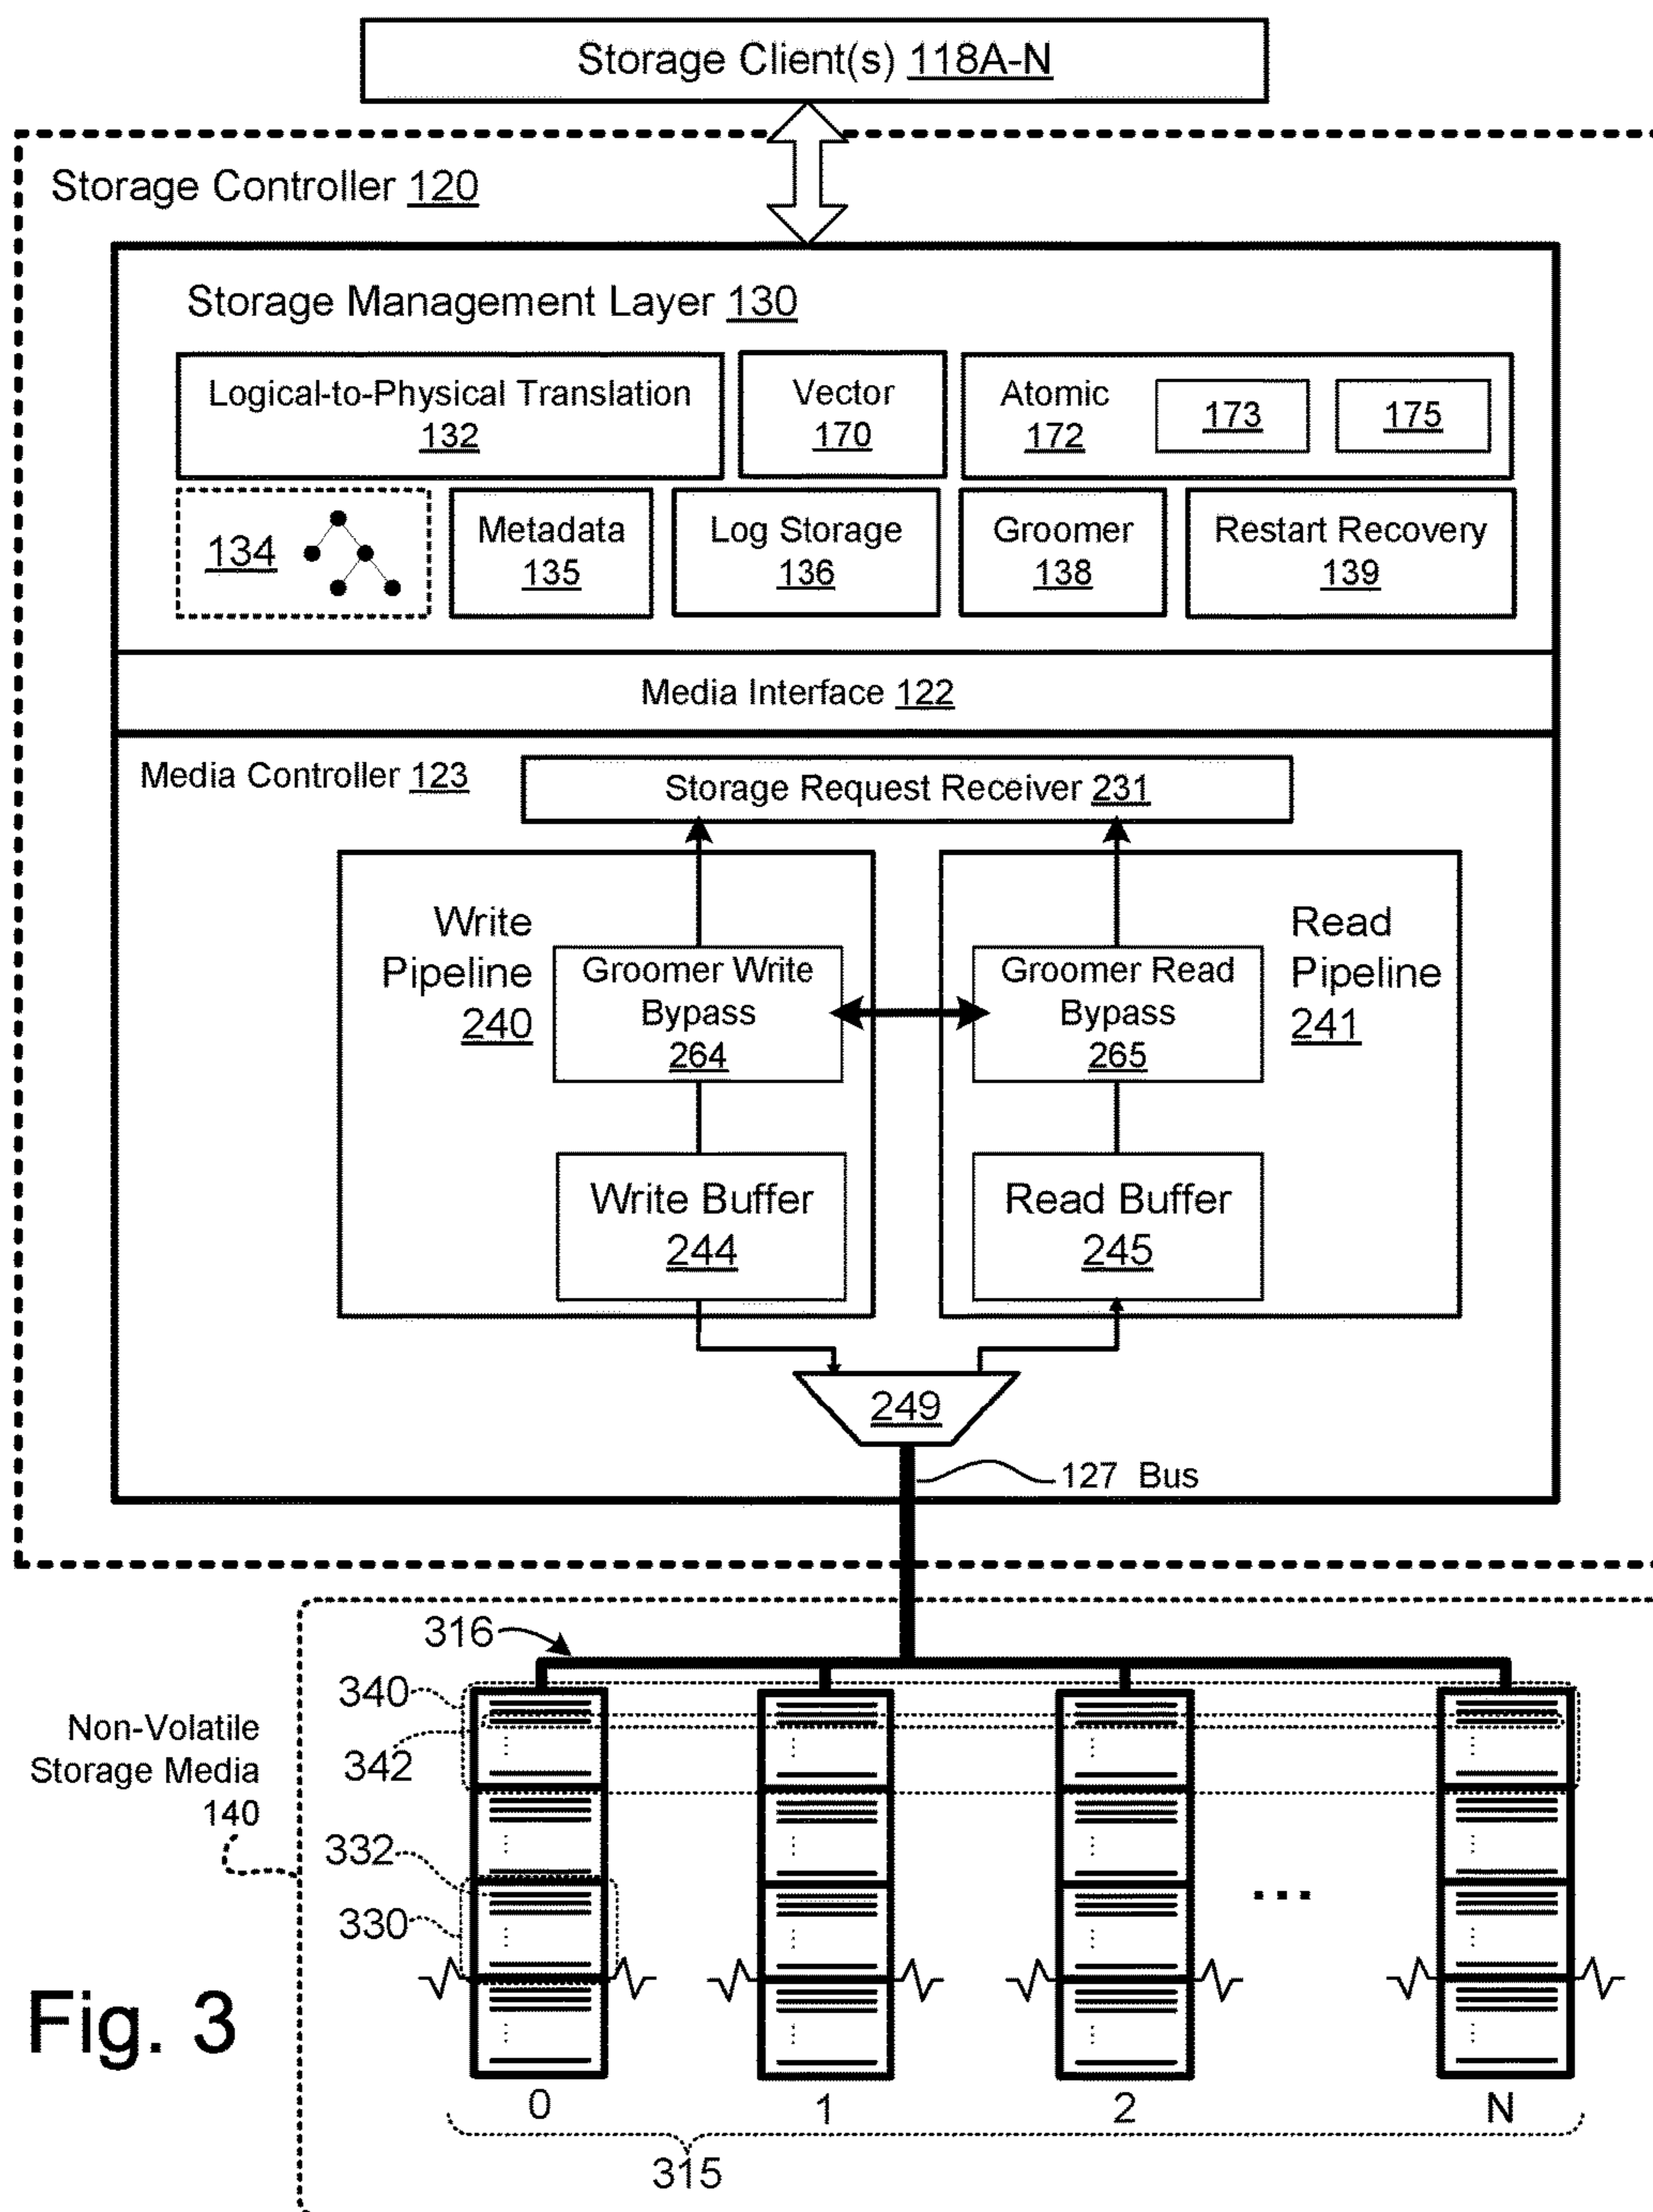 Storage Client(s) 118A-N
Storage Controller 120
Storage Management Layer 130
Logical-to-Physical Translation
132
Vector
170
Atomic
172
173
175
134
Metadata
135
Log Storage
136
Groomer
138
Restart Recovery
139
Media Interface 122
Media Controller 123
Storage Request Receiver 231
Write
Pipeline
240
Groomer Write
Bypass
264
Groomer Read
Bypass
265
Read
Pipeline
241
Write Buffer
244
Read Buffer
245
249
127 Bus
316
340
342
Non-Volatile
Storage Media
140
332
330
...
Fig. 3
0
1
2
N
315